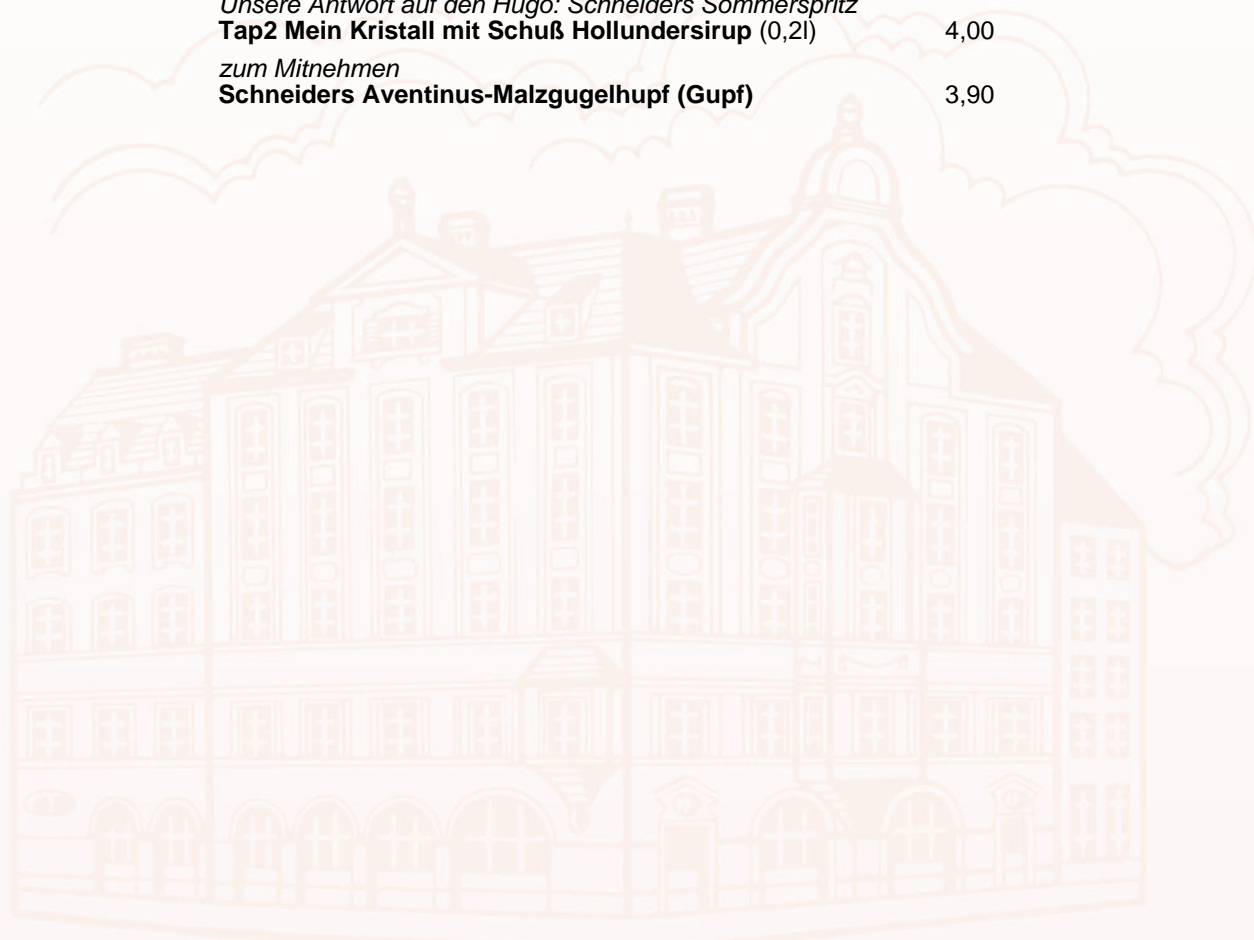 Unsere Antwort auf den Hugo: Schneiders Sommerspritz
Tap2 Mein Kristall mit Schuß Hollundersirup (0,2l) 4,00
zum Mitnehmen
Schneiders Aventinus-Malzgugelhupf (Gupf) 3,90